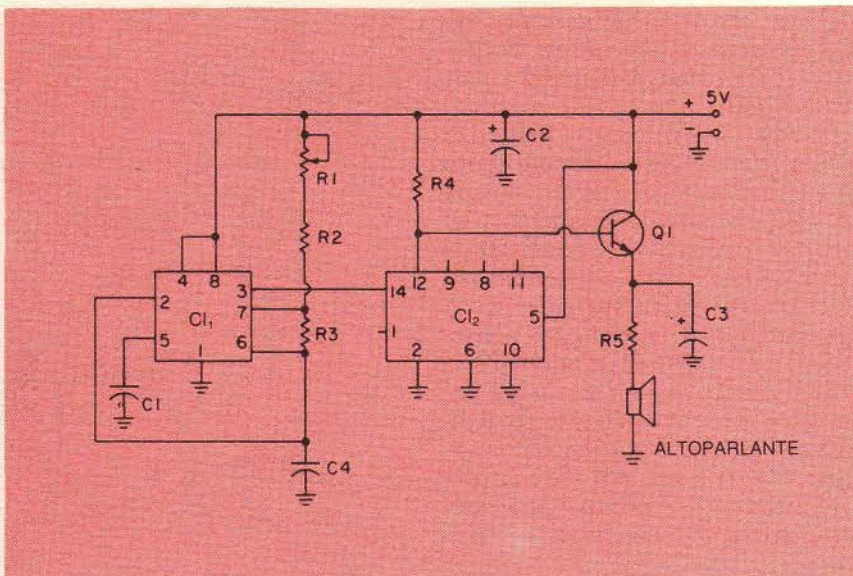 + 5V
-
+ C2
R1
R4
R2
Q1
4 8
3
12 9 8 11
2
14
7
CI₁
CI₂
5
1
R3
5
6
+ C3
R5
1
2 6 10
C1
ALTOPARLANTE
C4